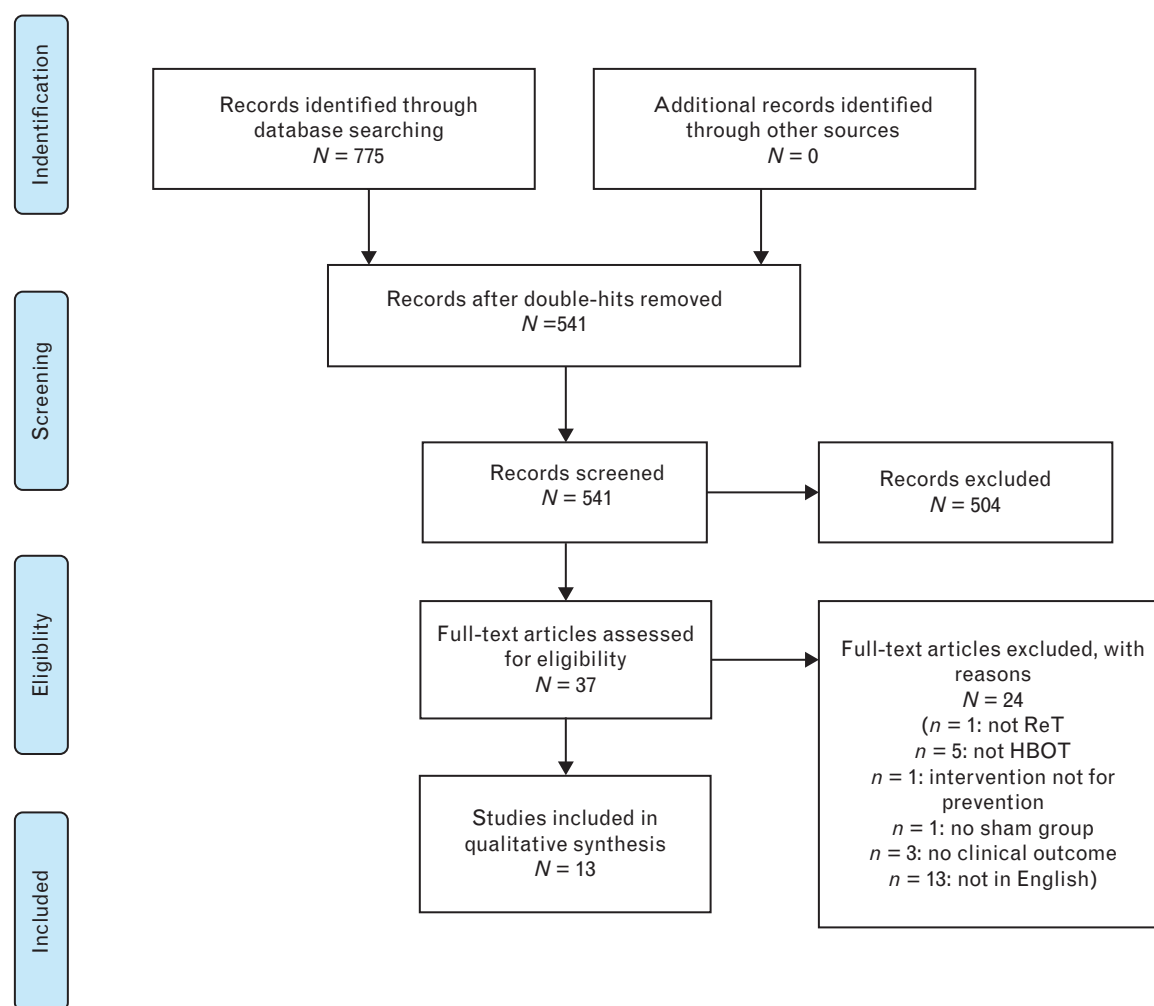 Indentification
Records identified through
database searching
N = 775
Additional records identified
through other sources
N = 0
Screening
Records after double-hits removed
N =541
Records screened
N = 541
Records excluded
N = 504
Eligiblity
Full-text articles assessed
for eligibility
N = 37
Full-text articles excluded, with
reasons
N = 24
(n = 1: not ReT
n = 5: not HBOT
n = 1: intervention not for
prevention
n = 1: no sham group
n = 3: no clinical outcome
n = 13: not in English)
Included
Studies included in
qualitative synthesis
N = 13